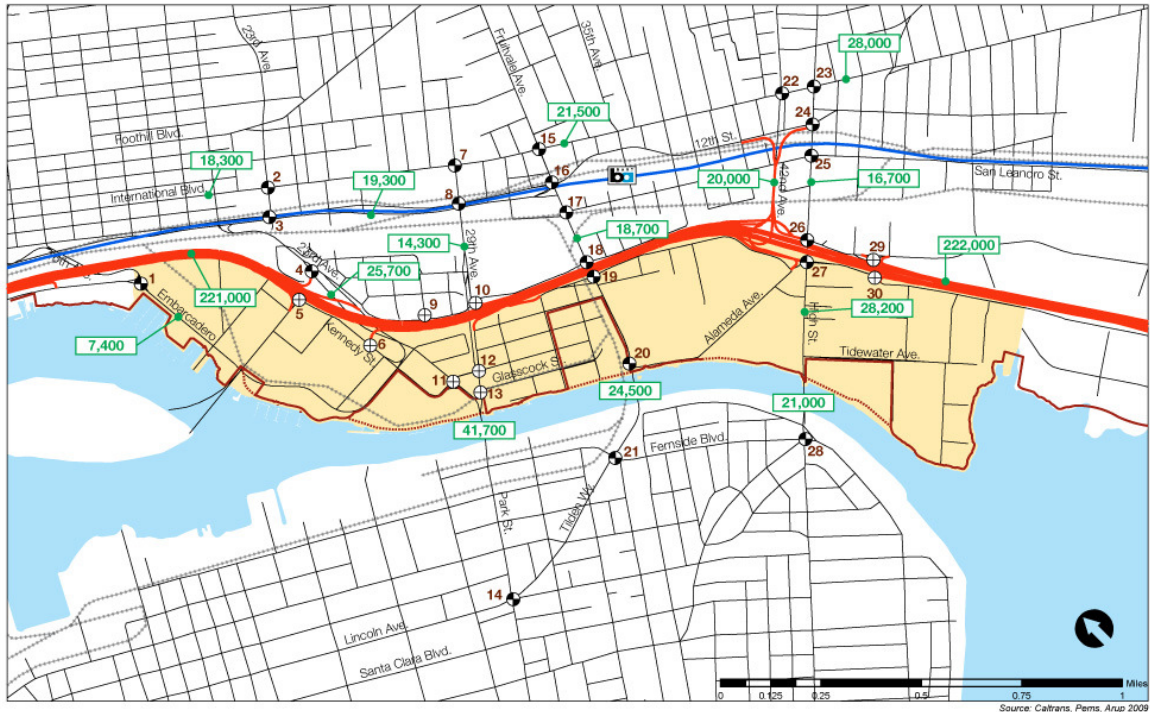 23rd Ave.
Fruitvale Ave.
35th Ave.
28,000
22
23
21,500
15
24
Foothill Blvd.
12th St.
7
25
18,300
2
16
San Leandro St.
International Blvd.
19,300
8
20,000
42nd Ave.
16,700
3
17
14,300
29th Ave.
18,700
26
23rd Ave.
18
29
222,000
4
25,700
19
27
30
1
221,000
5
Embarcadero
9
10
Alameda Ave.
High St.
28,200
7,400
Kennedy St.
6
Tidewater Ave.
12
Glasscock St.
20
11
13
24,500
21,000
41,700
Fernside Blvd.
21
28
Park St.
Tilden Wy.
14
Lincoln Ave.
Santa Clara Blvd.
Miles
0
0.125
0.25
0.5
0.75
1
Source: Caltrans, Pems, Arup 2009